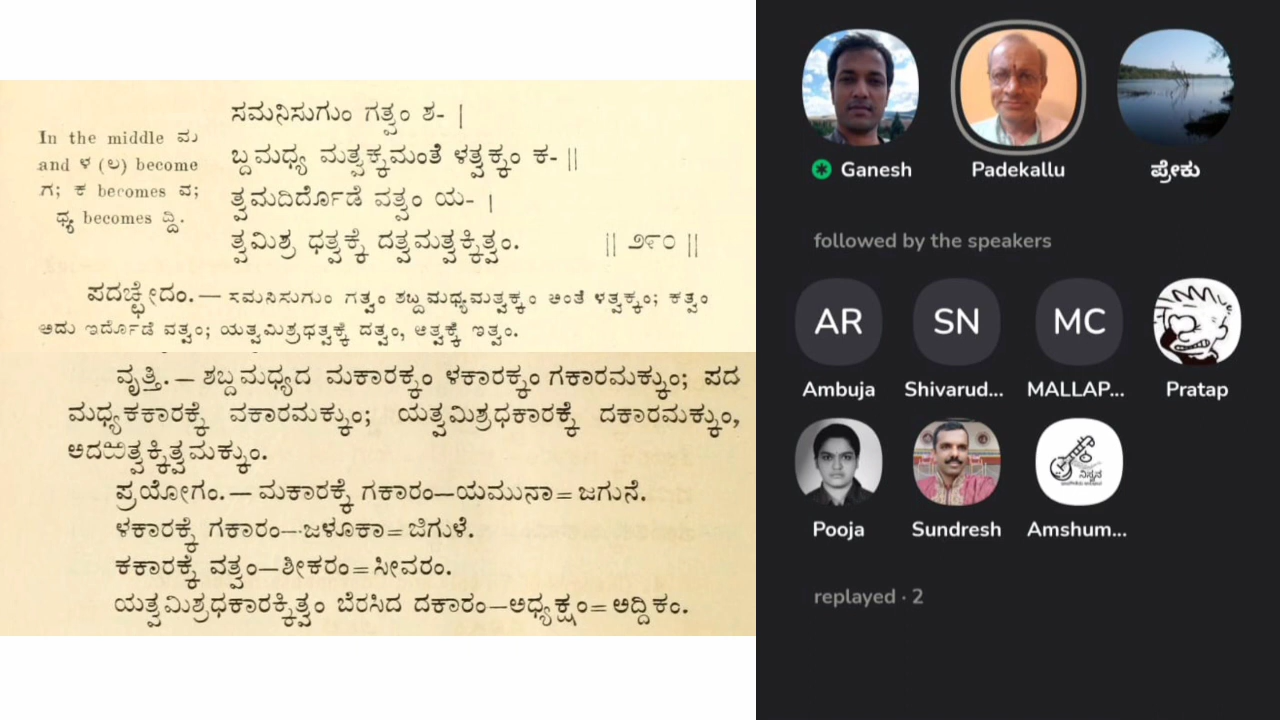 In the middle ಮ
and ಳ (ಲ) become
ಗ; ಕ becomes ವ;
ಧ್ಯ becomes ದ್ದಿ.
ಸಮನಿಸುಗುಂ ಗತ್ವಂ ಶ- |
ಬ್ದಮಧ್ಯ ಮತ್ವಕ್ಕಮಂತೆ ಳತ್ವಕ್ಕಂ ಕ- ||
ತ್ವಮದಿರ್ದೊಡೆ ವತ್ವಂ ಯ- |
ತ್ವಮಿಶ್ರ ಧತ್ವಕ್ಕೆ ದತ್ವಮತ್ವಕ್ಕಿತ್ವಂ. || ೨೯೦ ||
ಪದಚ್ಛೇದಂ.— ಸಮನಿಸುಗುಂ ಗತ್ವಂ ಶಬ್ದಮಧ್ಯಮತ್ವಕ್ಕಂ ಅಂತೆ ಳತ್ವಕ್ಕಂ; ಕತ್ವಂ
ಅದು ಇರ್ದೊಡೆ ವತ್ವಂ; ಯತ್ವಮಿಶ್ರಧತ್ವಕ್ಕೆ ದತ್ವಂ, ಅತ್ವಕ್ಕೆ ಇತ್ವಂ.
ವೃತ್ತಿ.— ಶಬ್ದಮಧ್ಯದ ಮಕಾರಕ್ಕಂ ಳಕಾರಕ್ಕಂ ಗಕಾರಮಕ್ಕುಂ; ಪದ
ಮಧ್ಯಕಕಾರಕ್ಕೆ ವಕಾರಮಕ್ಕುಂ; ಯತ್ವಮಿಶ್ರಧಕಾರಕ್ಕೆ ದಕಾರಮಕ್ಕುಂ,
ಅದಱತ್ವಕ್ಕಿತ್ವಮಕ್ಕುಂ.
ಪ್ರಯೋಗಂ.— ಮಕಾರಕ್ಕೆ ಗಕಾರಂ—ಯಮುನಾ=ಜಗುನೆ.
ಳಕಾರಕ್ಕೆ ಗಕಾರಂ—ಜಳೂಕಾ=ಜಿಗುಳೆ.
ಕಕಾರಕ್ಕೆ ವತ್ವಂ—ಶೀಕರಂ=ಸೀವರಂ.
ಯತ್ವಮಿಶ್ರಧಕಾರಕ್ಕಿತ್ವಂ ಬೆರಸಿದ ದಕಾರಂ—ಅಧ್ಯಕ್ಷಂ=ಅದ್ದಿಕಂ.
Ganesh Padekallu ಪ್ರೇಕು
followed by the speakers
AR SN MC
Ambuja Shivarud... MALLAP... Pratap
ನಿನ್ನನ
Pooja Sundresh Amshum...
replayed · 2